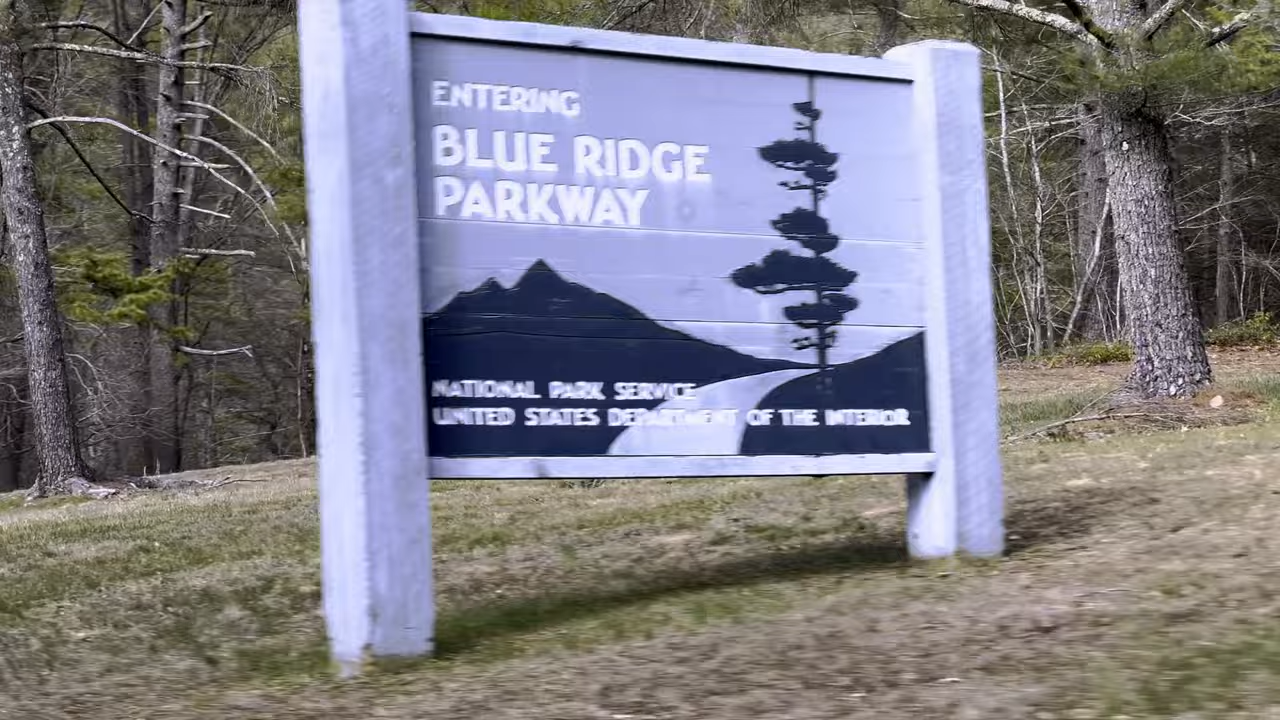 ENTERING
BLUE RIDGE
PARKWAY
NATIONAL PARK SERVICE
UNITED STATES DEPARTMENT OF THE INTERIOR